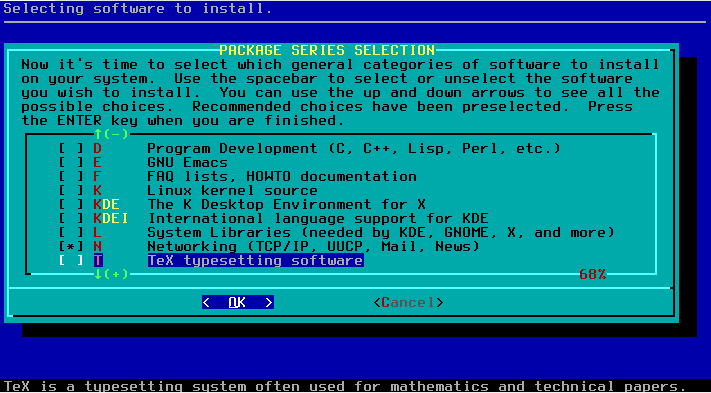 Selecting software to install.
PACKAGE SERIES SELECTION
Now it's time to select which general categories of software to install
on your system.  Use the spacebar to select or unselect the software
you wish to install.  You can use the up and down arrows to see all the
possible choices.  Recommended choices have been preselected.  Press
the ENTER key when you are finished.
↑(-)
[ ] D Program Development (C, C++, Lisp, Perl, etc.)
[ ] E GNU Emacs
[ ] F FAQ lists, HOWTO documentation
[ ] K Linux kernel source
[ ] KDE The K Desktop Environment for X
[ ] KDEI International language support for KDE
[ ] L System Libraries (needed by KDE, GNOME, X, and more)
[*] N Networking (TCP/IP, UUCP, Mail, News)
[ ] T TeX typesetting software
↓(+) 68%
< OK > <Cancel>
TeX is a typesetting system often used for mathematics and technical papers.